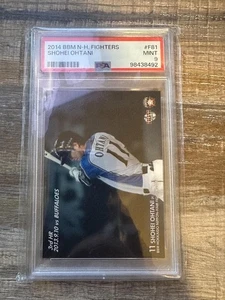 2014 BBM N-H. FIGHTERS #F81
SHOHEI OHTANI MINT
9
PSA 98438492
OHTANI
11
3rd HR
2013.9.10 vs BUFFALOES
11 SHOHEI OHTANI